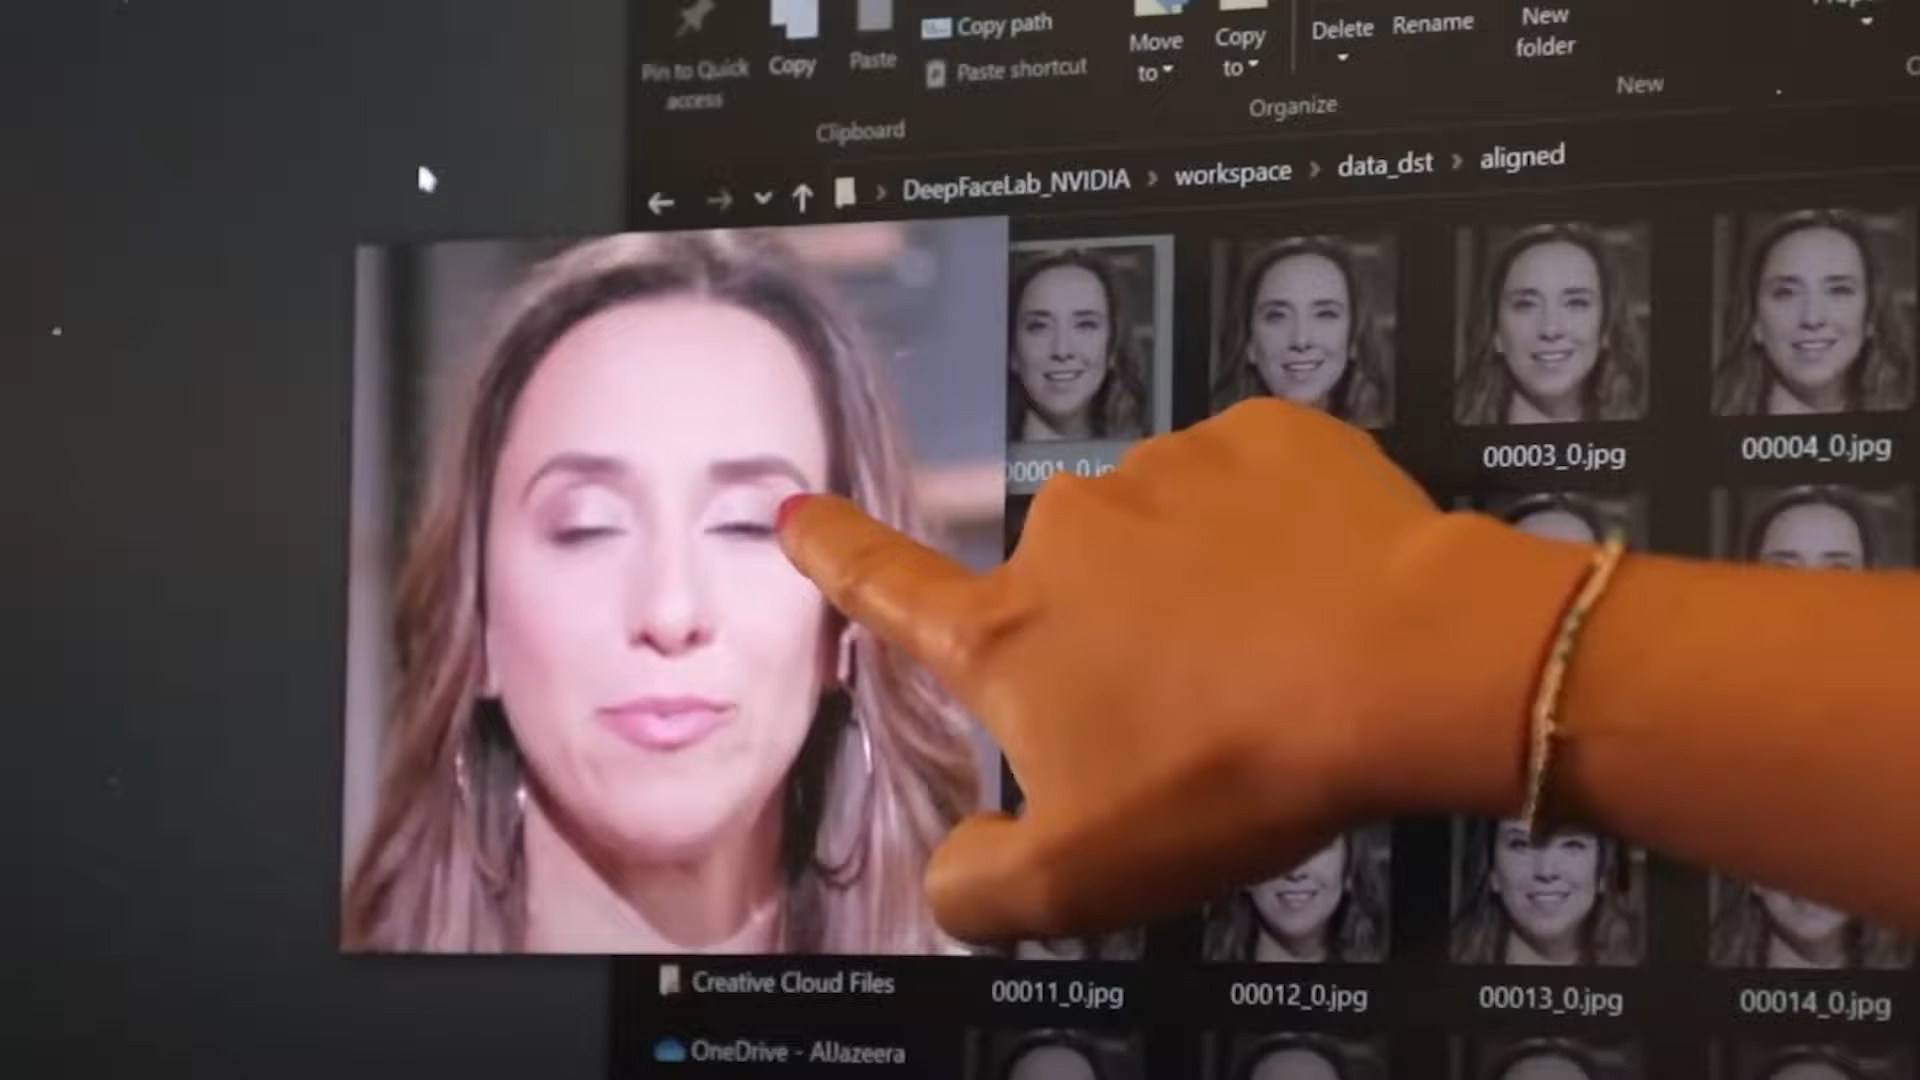 Pin to Quick access
Copy
Paste
Copy path
Paste shortcut
Clipboard
Move to
Copy to
Delete
Rename
Organize
New folder
New
DeepFaceLab_NVIDIA > workspace > data_dst > aligned
00003_0.jpg
00004_0.jpg
Creative Cloud Files
00011_0.jpg
00012_0.jpg
00013_0.jpg
00014_0.jpg
OneDrive - AlJazeera